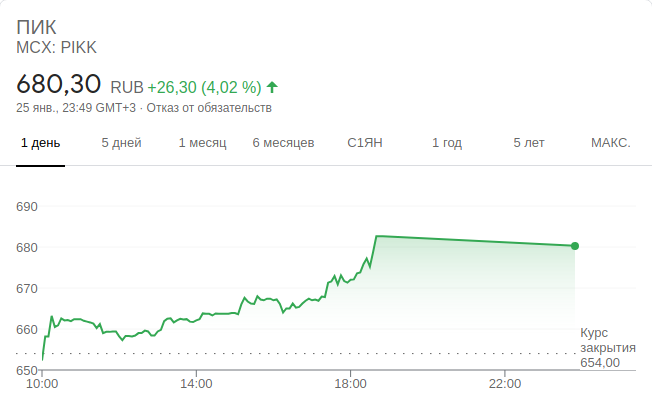 ПИК
MCX: PIKK
680,30 RUB +26,30 (4,02 %)
25 янв., 23:49 GMT+3 · Отказ от обязательств
1 день 5 дней 1 месяц 6 месяцев С1ЯН 1 год 5 лет МАКС.
690
680
670
660
Курс
закрытия
654,00
650
10:00 14:00 18:00 22:00